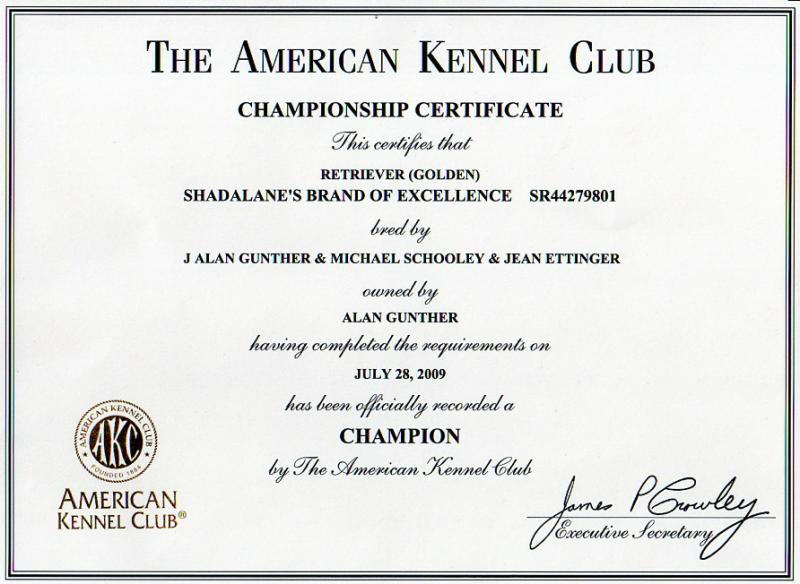 THE AMERICAN KENNEL CLUB
CHAMPIONSHIP CERTIFICATE
This certifies that
RETRIEVER (GOLDEN)
SHADALANE'S BRAND OF EXCELLENCE SR44279801
bred by
J ALAN GUNTHER & MICHAEL SCHOOLEY & JEAN ETTINGER
owned by
ALAN GUNTHER
having completed the requirements on
JULY 28, 2009
has been officially recorded a
CHAMPION
by The American Kennel Club
AMERICAN KENNEL CLUB
AKC
FOUNDED 1884
AMERICAN
KENNEL CLUB®
James P Crowley
Executive Secretary